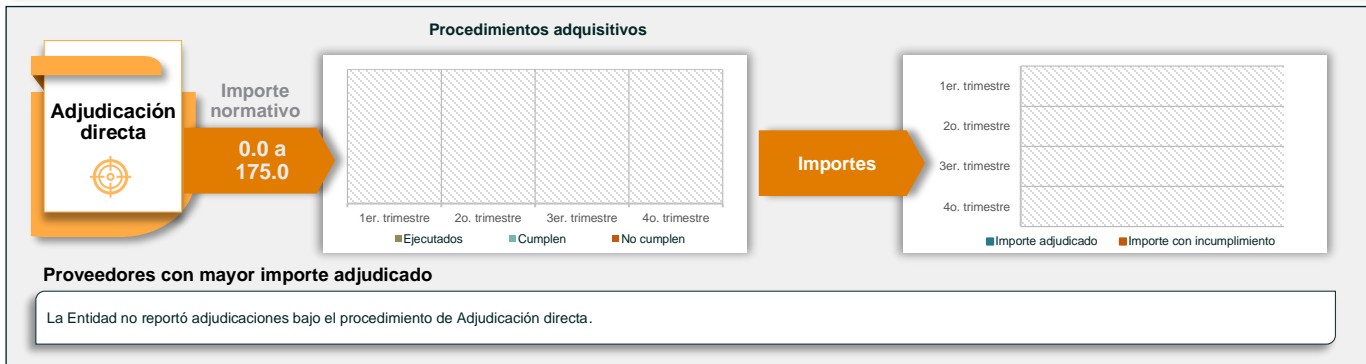 Procedimientos adquisitivos
Adjudicación
directa
Importe
normativo
0.0 a
175.0
1er. trimestre
2o. trimestre
3er. trimestre
4o. trimestre
Ejecutados
Cumplen
No cumplen
Importes
1er. trimestre
2o. trimestre
3er. trimestre
4o. trimestre
Importe adjudicado
Importe con incumplimiento
Proveedores con mayor importe adjudicado
La Entidad no reportó adjudicaciones bajo el procedimiento de Adjudicación directa.